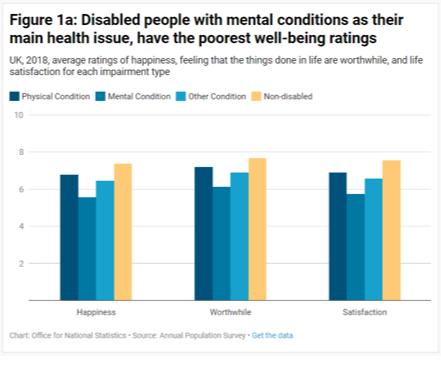 Figure 1a: Disabled people with mental conditions as their
main health issue, have the poorest well-being ratings
UK, 2018, average ratings of happiness, feeling that the things done in life are worthwhile, and life
satisfaction for each impairment type
Physical Condition Mental Condition Other Condition Non-disabled
10
8
6
4
2
Happiness Worthwhile Satisfaction
Chart: Office for National Statistics • Source: Annual Population Survey • Get the data